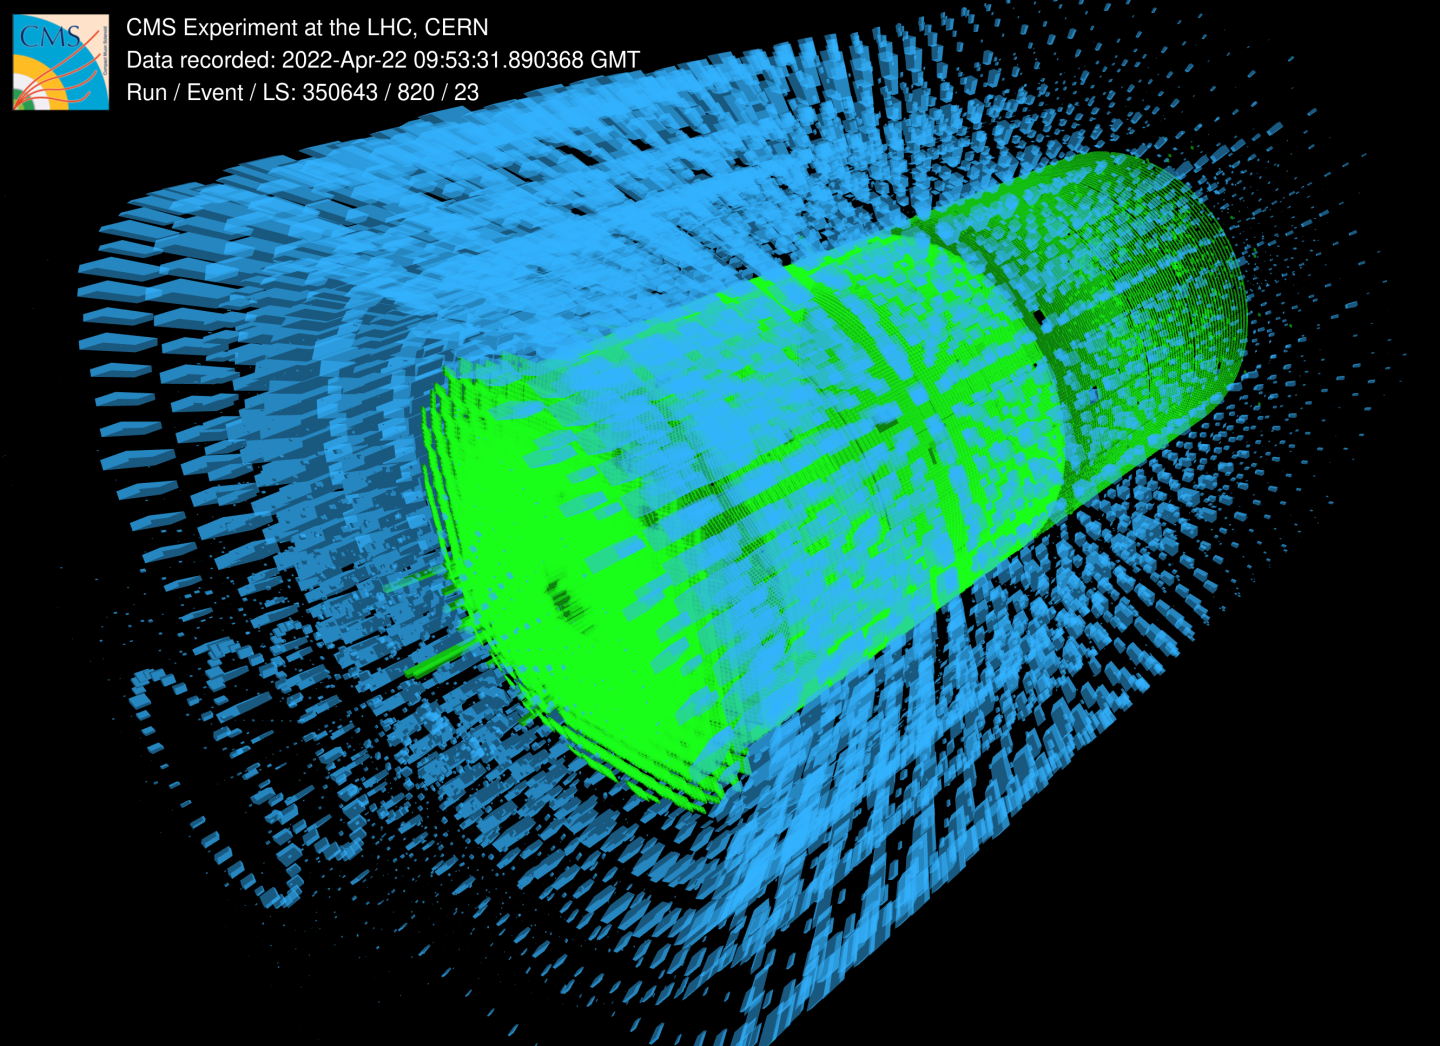 CMS
CMS Experiment at the LHC, CERN
Data recorded: 2022-Apr-22 09:53:31.890368 GMT
Run / Event / LS: 350643 / 820 / 23